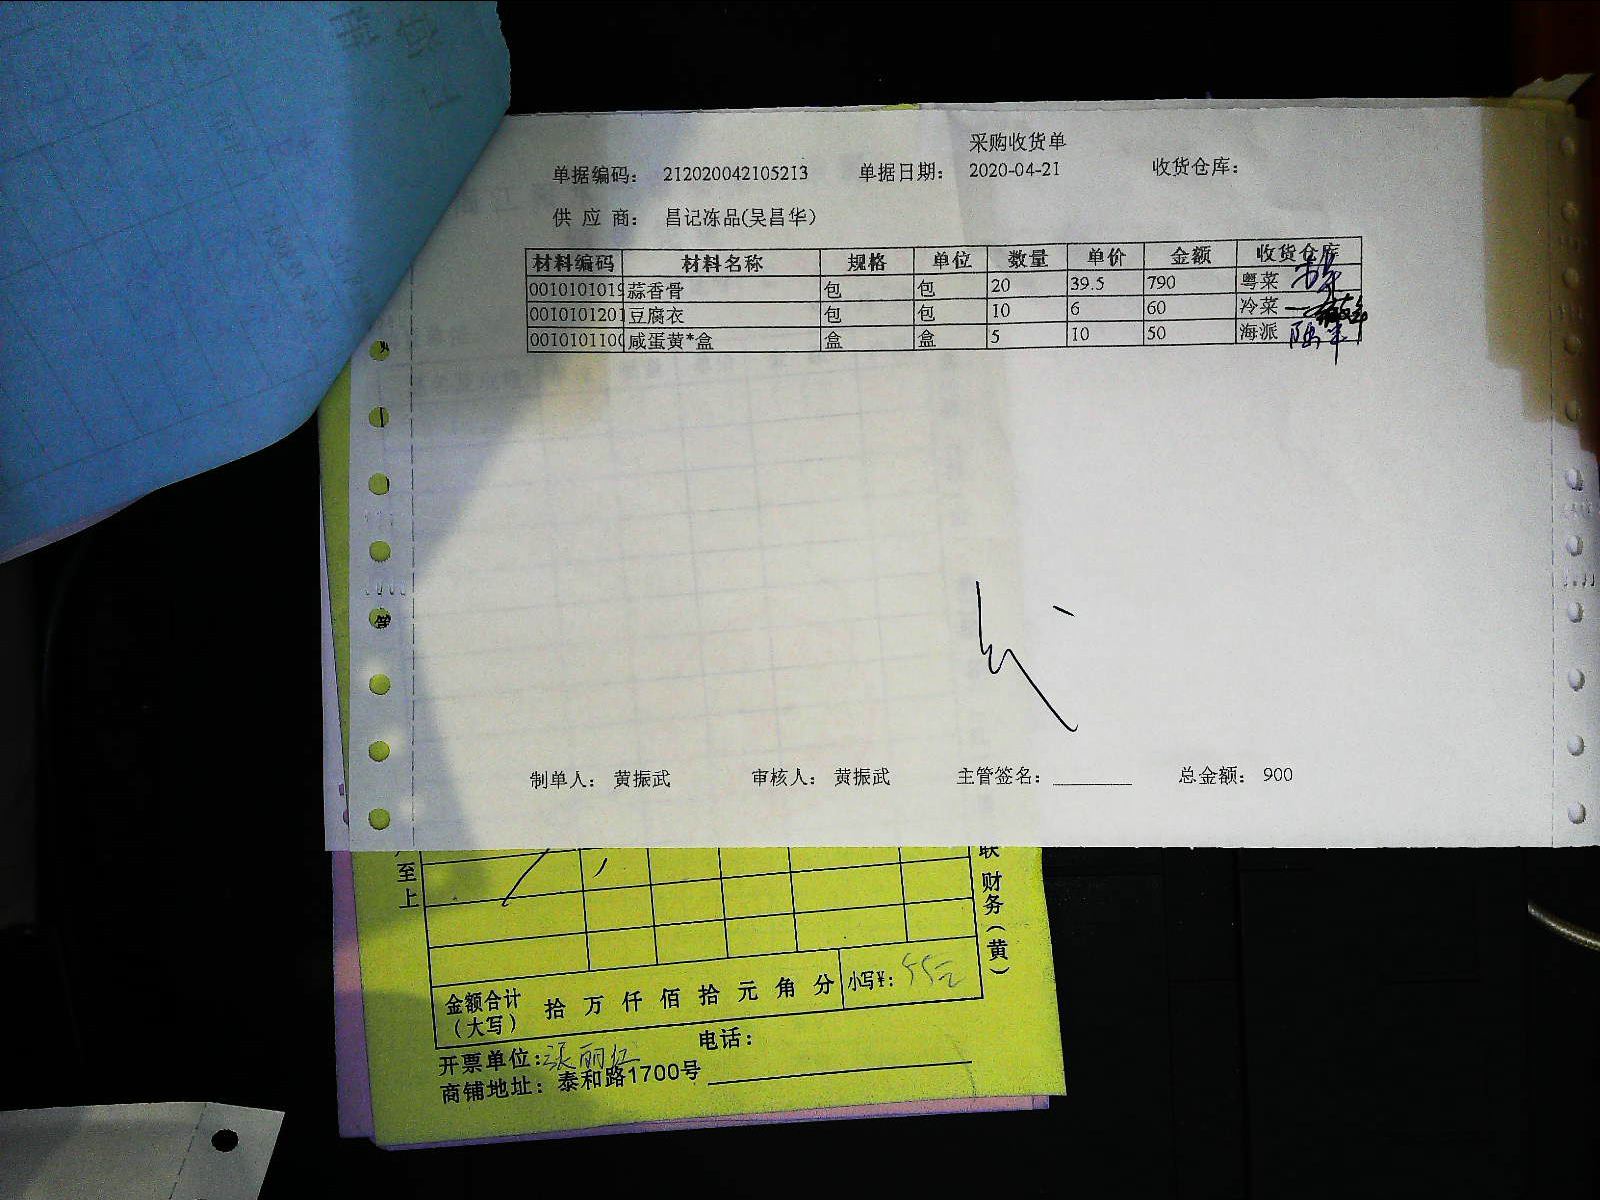 采购收货单
单据编码： 212020042105213 单据日期： 2020-04-21 收货仓库：
供 应 商： 昌记冻品(吴昌华)
材料编码 材料名称 规格 单位 数量 单价 金额 收货仓库
0010101019 蒜香骨 包 包 20 39.5 790 粤菜
0010101201 豆腐衣 包 包 10 6 60 冷菜
0010101100 咸蛋黄*盒 盒 盒 5 10 50 海派
制单人： 黄振武 审核人： 黄振武 主管签名： 总金额： 900
至上
联 财务（黄）
金额合计（大写） 拾 万 仟 佰 拾 元 角 分 小写¥: 55元
开票单位:张丽红 电话：
商铺地址： 泰和路1700号